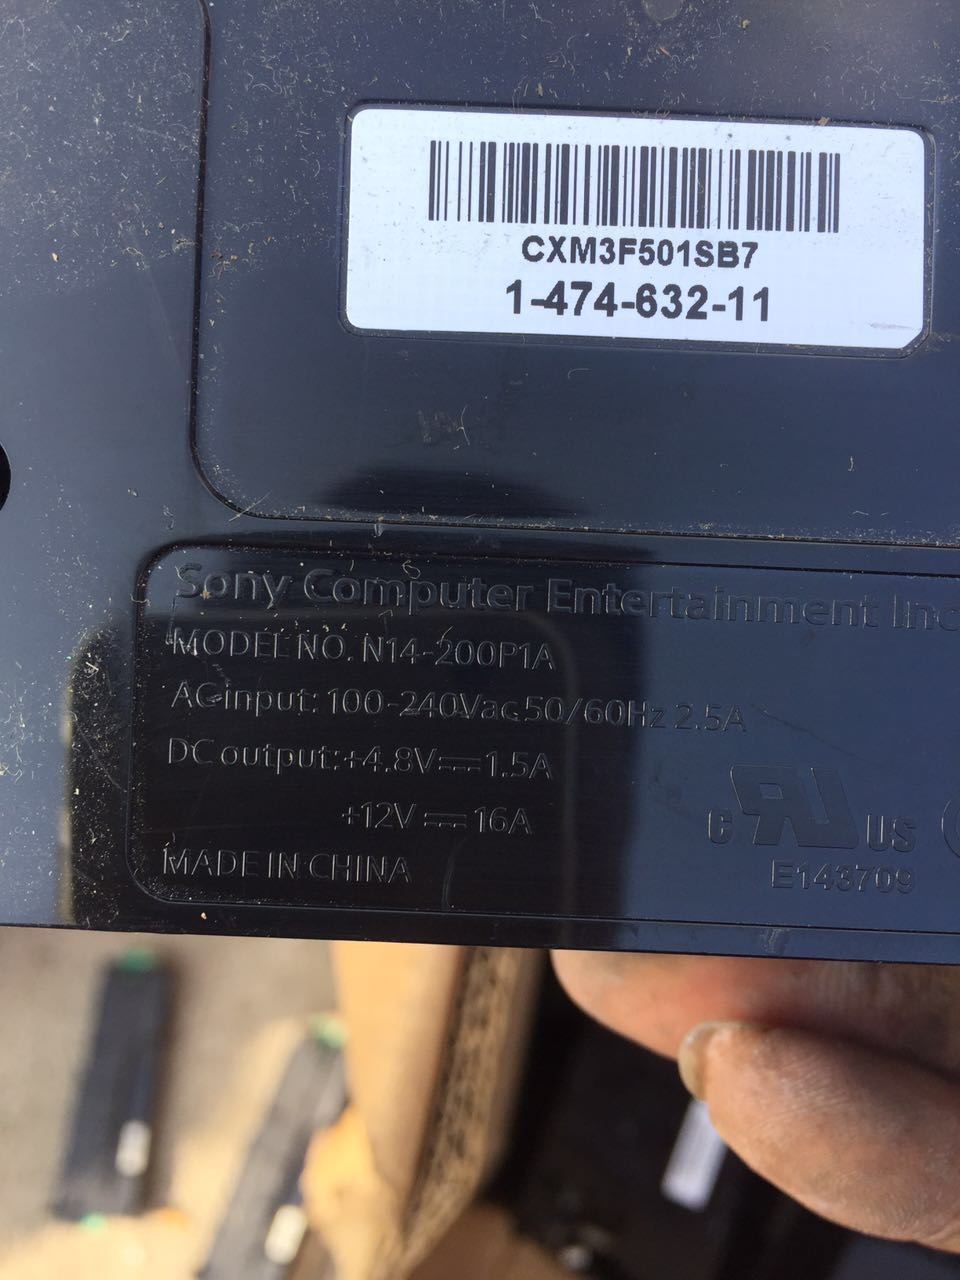 CXM3F501SB7
1-474-632-11
Sony Computer Entertainment Inc
MODEL NO. N14-200P1A
AC input: 100-240Vac 50/60Hz 2.5A
DC output: +4.8V⎓1.5A
+12V⎓16A
c UR US
E143709
MADE IN CHINA